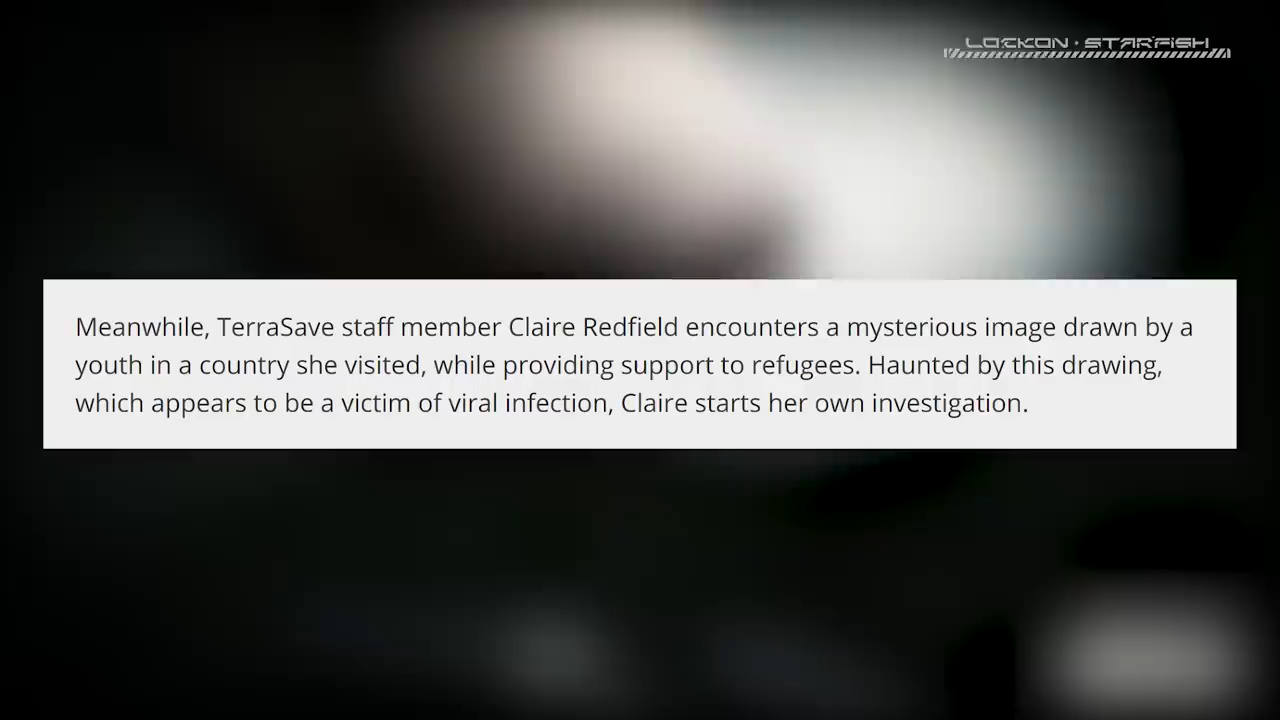 LOCKON · STARFISH
Meanwhile, TerraSave staff member Claire Redfield encounters a mysterious image drawn by a
youth in a country she visited, while providing support to refugees. Haunted by this drawing,
which appears to be a victim of viral infection, Claire starts her own investigation.